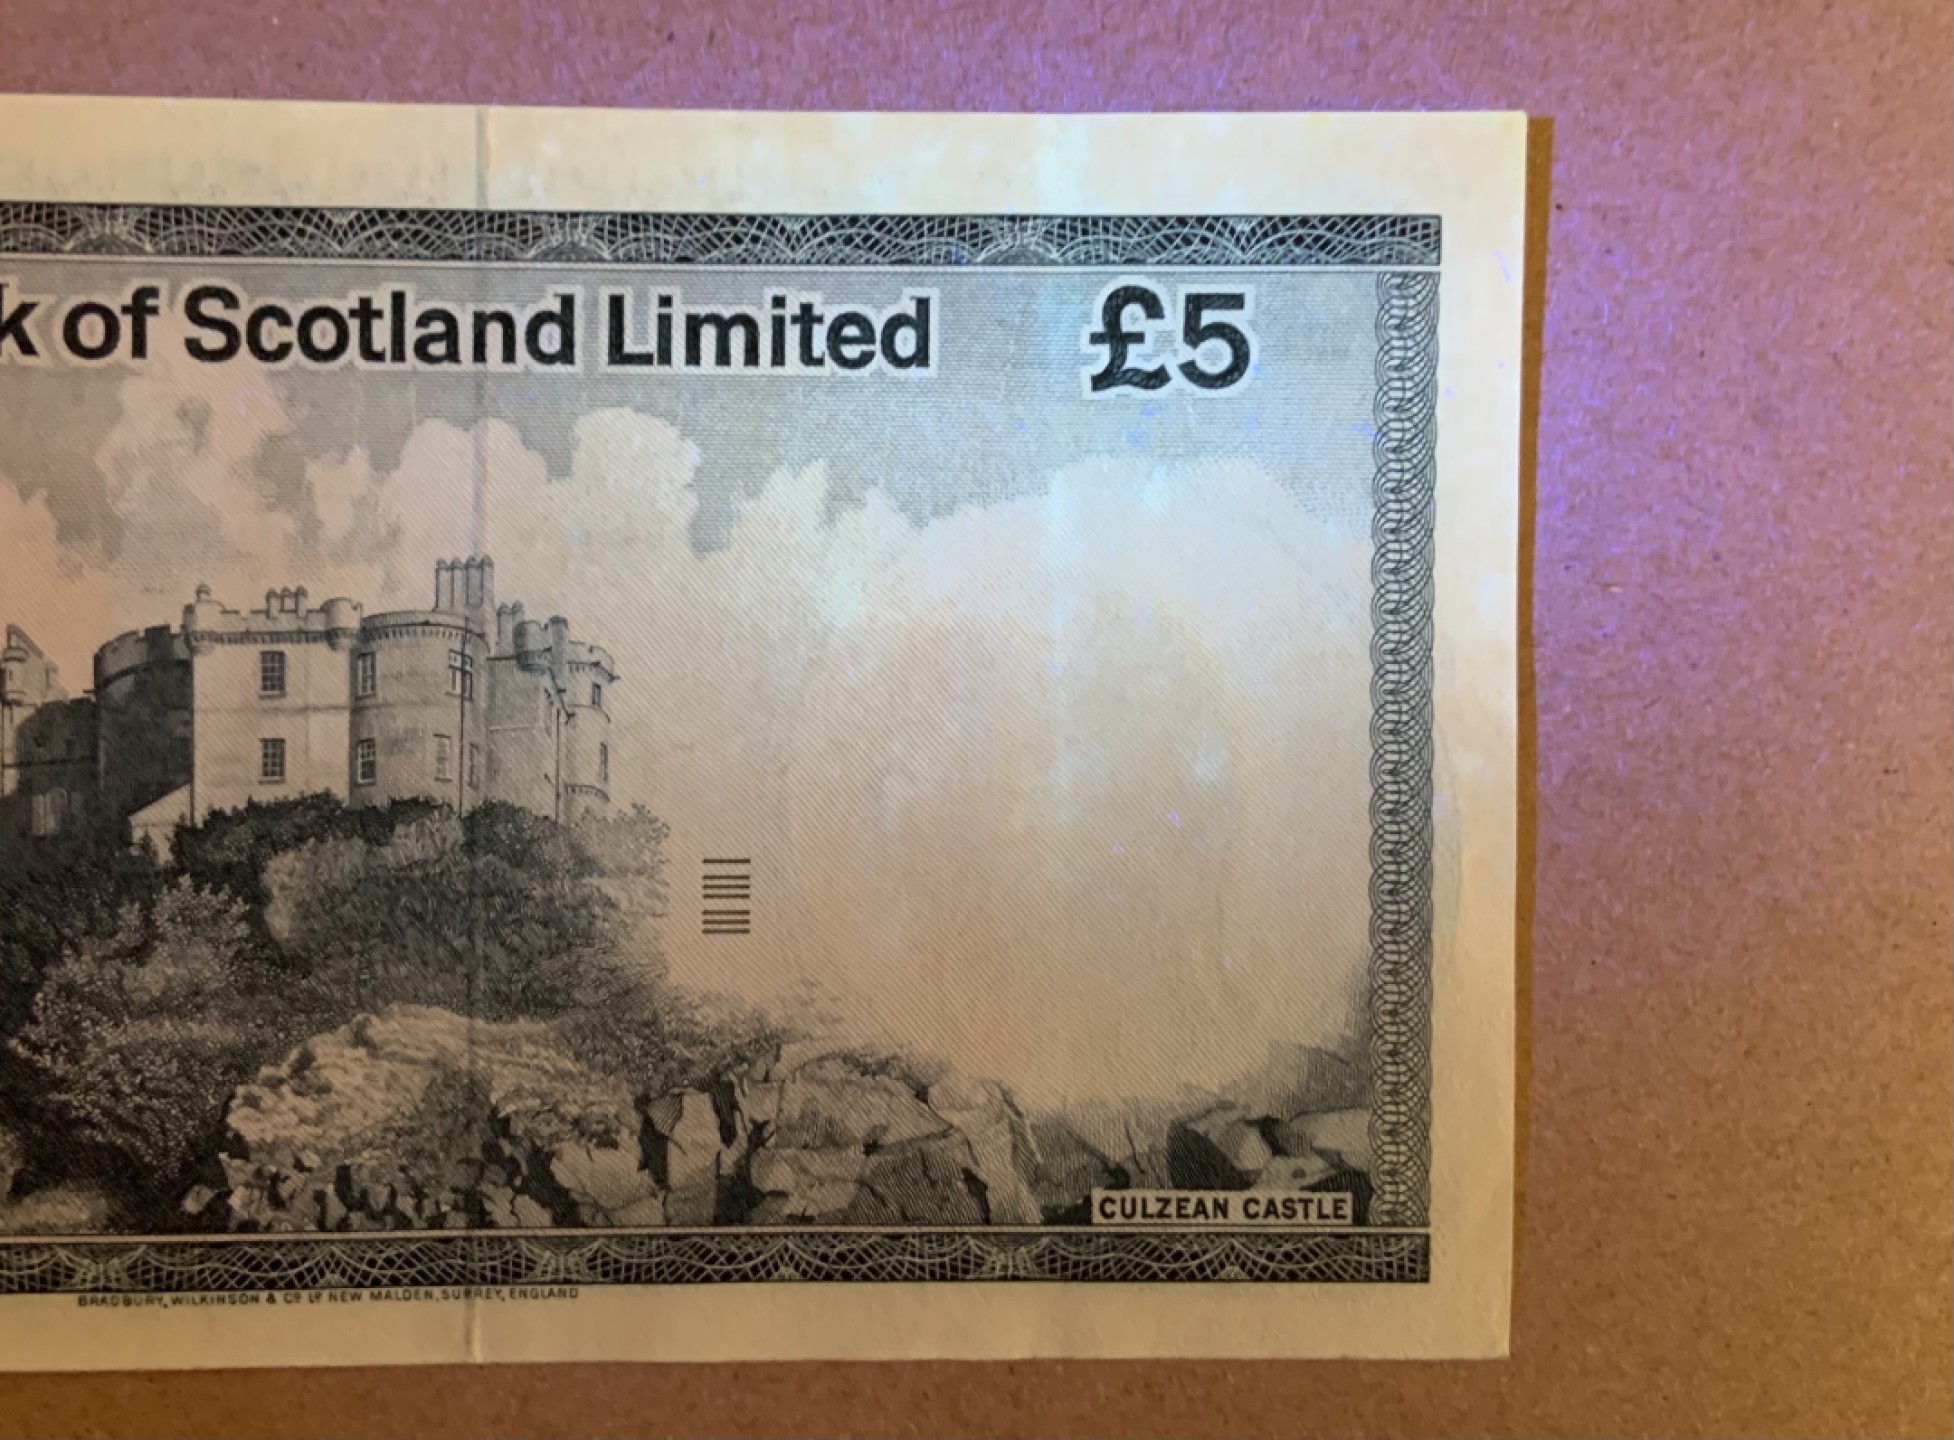 k of Scotland Limited £5
CULZEAN CASTLE
BRADBURY, WILKINSON & Cº Lº NEW MALDEN, SURREY, ENGLAND